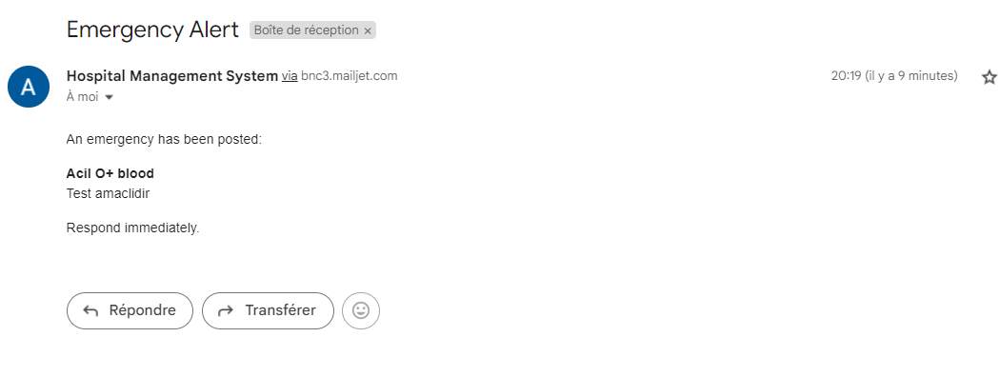 Emergency Alert Boîte de réception ×
Hospital Management System via bnc3.mailjet.com 20:19 (il y a 9 minutes)
A
À moi
An emergency has been posted:
Acil O+ blood
Test amaclidir
Respond immediately.
Répondre Transférer